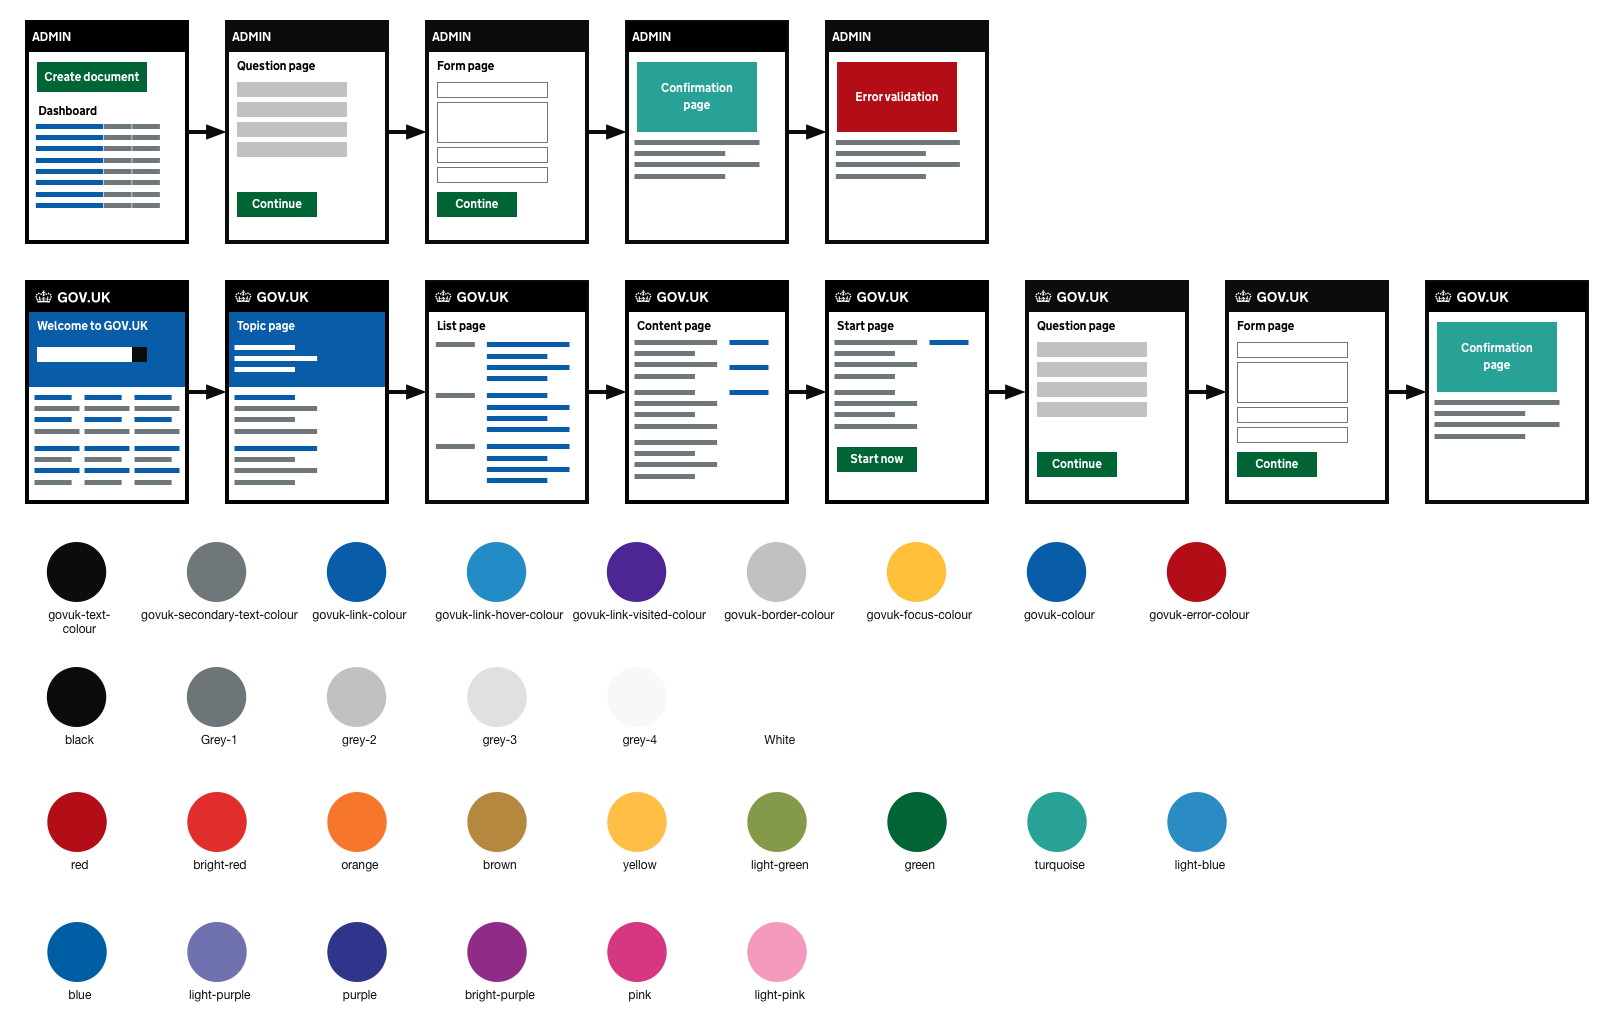 ADMIN
Create document
Dashboard
ADMIN
Question page
Continue
ADMIN
Form page
Contine
ADMIN
Confirmation
page
ADMIN
Error validation
GOV.UK
Welcome to GOV.UK
GOV.UK
Topic page
GOV.UK
List page
GOV.UK
Content page
GOV.UK
Start page
Start now
GOV.UK
Question page
Continue
GOV.UK
Form page
Contine
GOV.UK
Confirmation
page
govuk-text-
colour
govuk-secondary-text-colour
govuk-link-colour
govuk-link-hover-colour
govuk-link-visited-colour
govuk-border-colour
govuk-focus-colour
govuk-colour
govuk-error-colour
black
Grey-1
grey-2
grey-3
grey-4
White
red
bright-red
orange
brown
yellow
light-green
green
turquoise
light-blue
blue
light-purple
purple
bright-purple
pink
light-pink